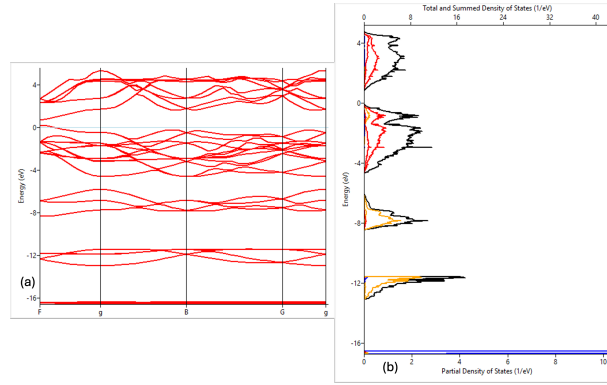 Total and Summed Density of States (1/eV)
0 8 16 24 32 40
4
0
-4
-8
-12
-16
Energy (eV)
(a)
F g B G g
4
0
-4
-8
-12
-16
Energy (eV)
0 2 4 6 8 10
(b)
Partial Density of States (1/eV)